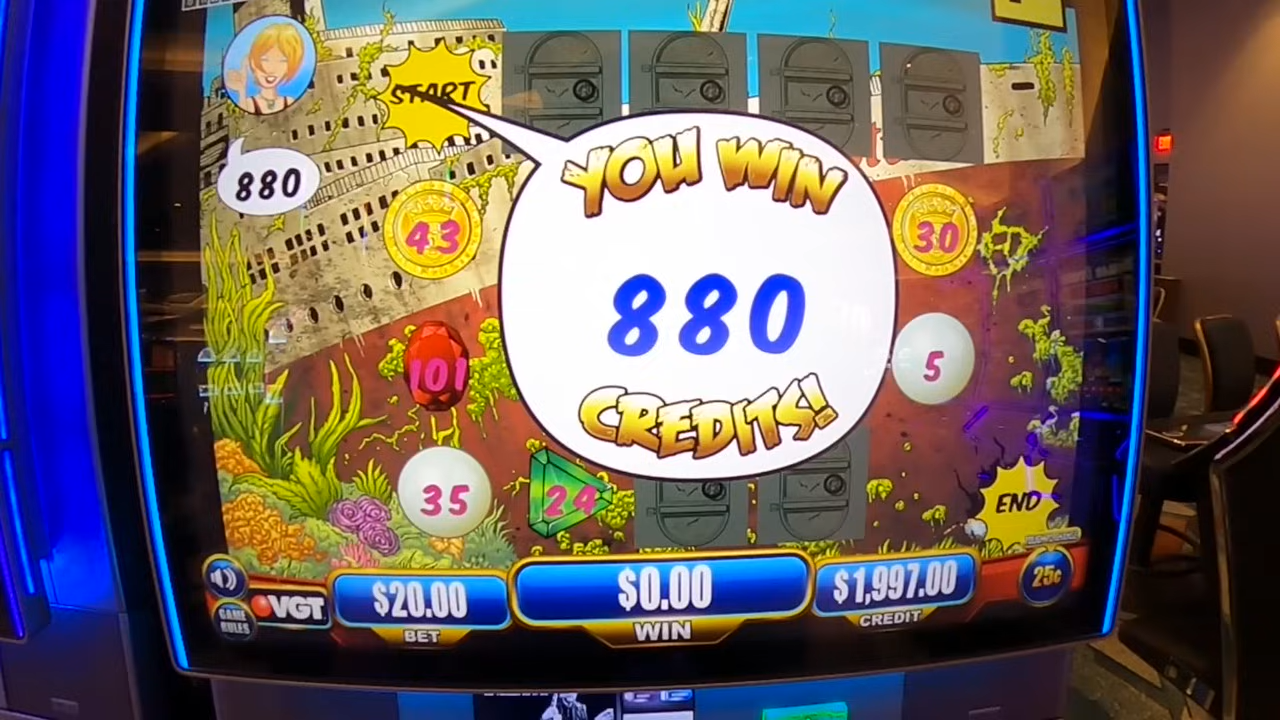 START
YOU WIN
880
880
CREDITS!
43
30
101
5
35
24
END
GAME
RULES
VGT
$20.00
BET
$0.00
WIN
$1,997.00
CREDIT
25¢